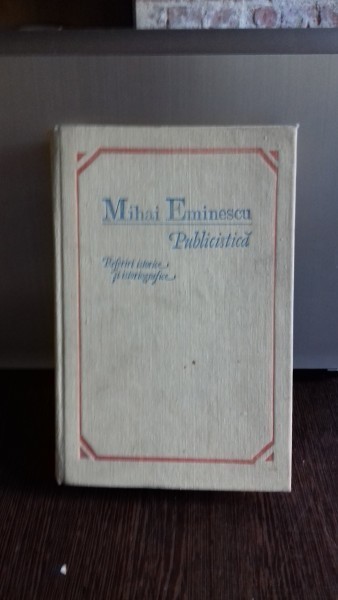 Mihai Eminescu
Publicistică
Referiri istorice
și istoriografice